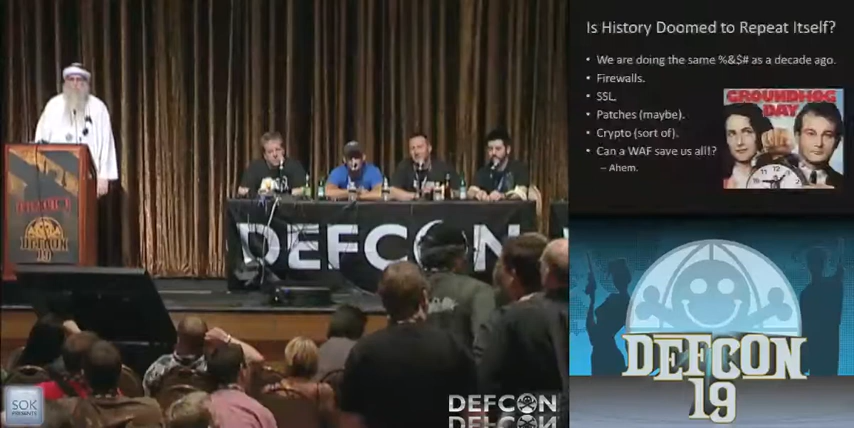 Is History Doomed to Repeat Itself?
• We are doing the same %&$# as a decade ago.
• Firewalls.
• SSL.
• Patches (maybe).
• Crypto (sort of).
• Can a WAF save us all!?
– Ahem.
GROUNDHOG
DAY
DEFCON
19
DEFCON
DEFCON
19
SOK
PRESENTS
DEFCON